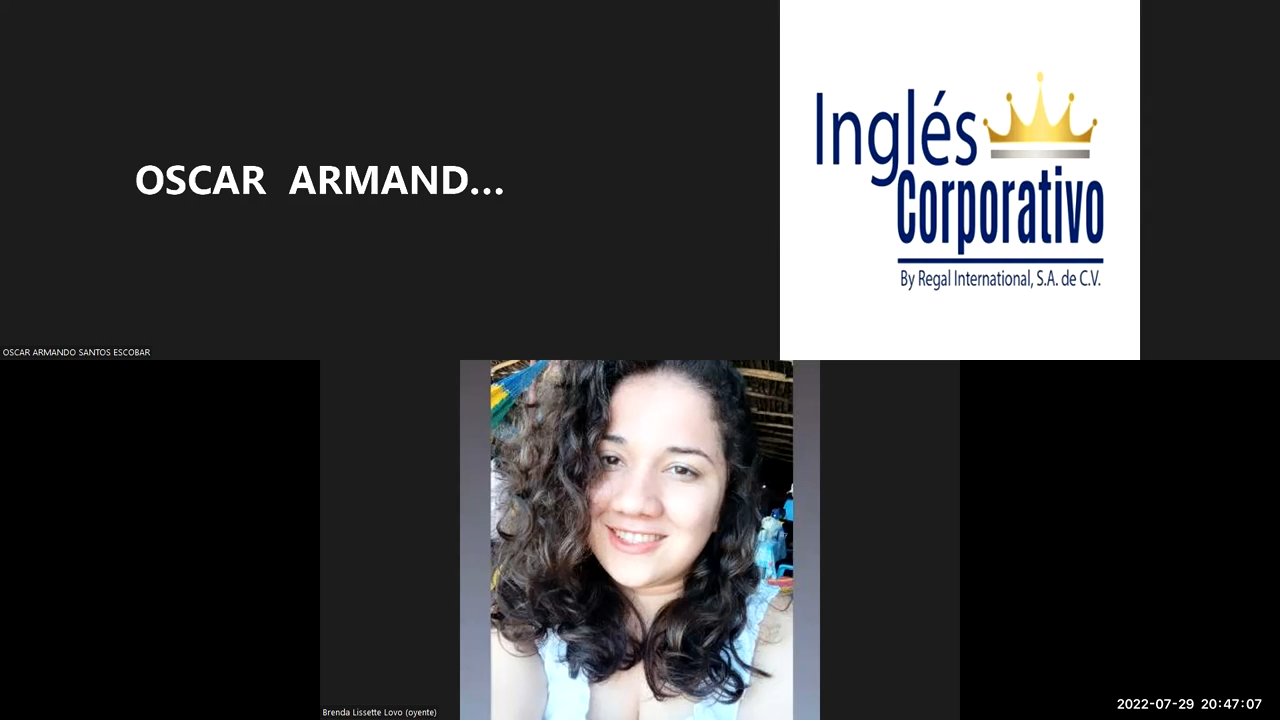 OSCAR ARMAND...
Inglés
Corporativo
By Regal International, S.A. de C.V.
OSCAR ARMANDO SANTOS ESCOBAR
Brenda Lissette Lovo (oyente)
2022-07-29 20:47:07